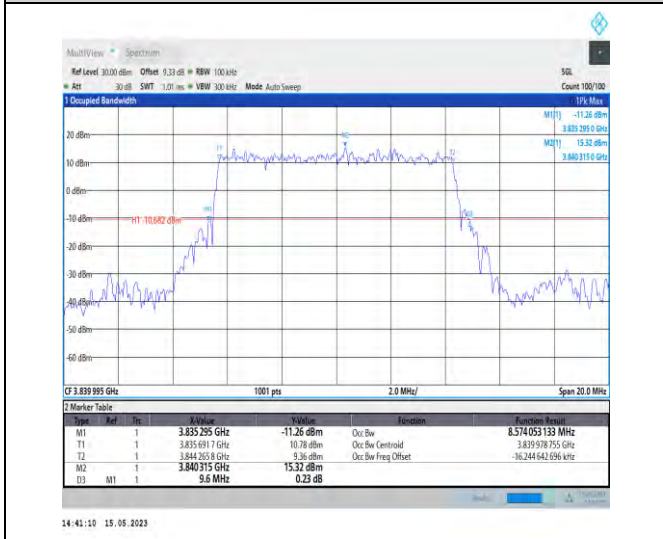 MultiView Spectrum
Ref Level 30.00 dBm Offset 9.33 dB RBW 100 kHz SGL
Att 30 dB SWT 1.01 ms VBW 300 kHz Mode Auto Sweep Count 100/100
1 Occupied Bandwidth 1Pk Max
M1[1] -11.26 dBm
3.835 295 0 GHz
M2[1] 15.32 dBm
3.840 315 0 GHz
20 dBm
10 dBm
0 dBm
-10 dBm
H1 -10.682 dBm
-20 dBm
-30 dBm
-40 dBm
-50 dBm
-60 dBm
T1
M2
T2
M1
CF 3.839 995 GHz 1001 pts 2.0 MHz/ Span 20.0 MHz
2 Marker Table
Type Ref Trc X-Value Y-Value Function Function Result
M1 1 3.835 295 GHz -11.26 dBm Occ Bw 8.574 053 133 MHz
T1 1 3.835 691 7 GHz 10.78 dBm Occ Bw Centroid 3.839 978 755 GHz
T2 1 3.844 265 8 GHz 9.36 dBm Occ Bw Freq Offset -16.244 642 696 kHz
M2 1 3.840 315 GHz 15.32 dBm
D3 M1 1 9.6 MHz 0.23 dB
14:41:10 15.05.2023